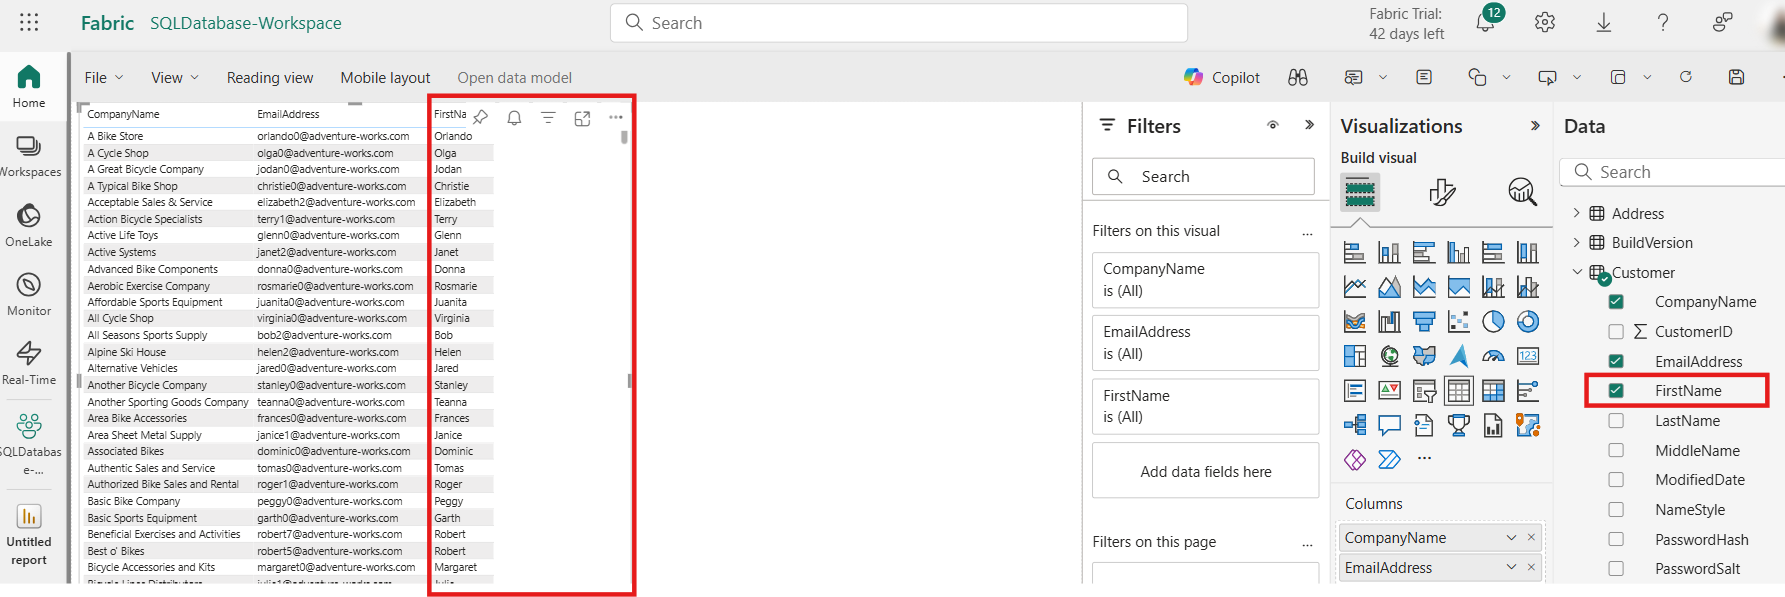 Fabric SQLDatabase-Workspace
Search
Fabric Trial:
42 days left
12
?
File View Reading view Mobile layout Open data model
Copilot
Home
Workspaces
OneLake
Monitor
Real-Time
SQLDatabas
e-...
Untitled
report
CompanyName EmailAddress FirstNa
A Bike Store orlando0@adventure-works.com Orlando
A Cycle Shop olga0@adventure-works.com Olga
A Great Bicycle Company jodan0@adventure-works.com Jodan
A Typical Bike Shop christie0@adventure-works.com Christie
Acceptable Sales & Service elizabeth2@adventure-works.com Elizabeth
Action Bicycle Specialists terry1@adventure-works.com Terry
Active Life Toys glenn0@adventure-works.com Glenn
Active Systems janet2@adventure-works.com Janet
Advanced Bike Components donna0@adventure-works.com Donna
Aerobic Exercise Company rosmarie0@adventure-works.com Rosmarie
Affordable Sports Equipment juanita0@adventure-works.com Juanita
All Cycle Shop virginia0@adventure-works.com Virginia
All Seasons Sports Supply bob2@adventure-works.com Bob
Alpine Ski House helen2@adventure-works.com Helen
Alternative Vehicles jared0@adventure-works.com Jared
Another Bicycle Company stanley0@adventure-works.com Stanley
Another Sporting Goods Company teanna0@adventure-works.com Teanna
Area Bike Accessories frances0@adventure-works.com Frances
Area Sheet Metal Supply janice1@adventure-works.com Janice
Associated Bikes dominic0@adventure-works.com Dominic
Authentic Sales and Service tomas0@adventure-works.com Tomas
Authorized Bike Sales and Rental roger1@adventure-works.com Roger
Basic Bike Company peggy0@adventure-works.com Peggy
Basic Sports Equipment garth0@adventure-works.com Garth
Beneficial Exercises and Activities robert7@adventure-works.com Robert
Best o' Bikes robert5@adventure-works.com Robert
Bicycle Accessories and Kits margaret0@adventure-works.com Margaret
Filters
Search
Filters on this visual ...
CompanyName
is (All)
EmailAddress
is (All)
FirstName
is (All)
Add data fields here
Filters on this page ...
Visualizations
Build visual
123
...
Columns
CompanyName
EmailAddress
Data
Search
Address
BuildVersion
Customer
CompanyName
∑ CustomerID
EmailAddress
FirstName
LastName
MiddleName
ModifiedDate
NameStyle
PasswordHash
PasswordSalt